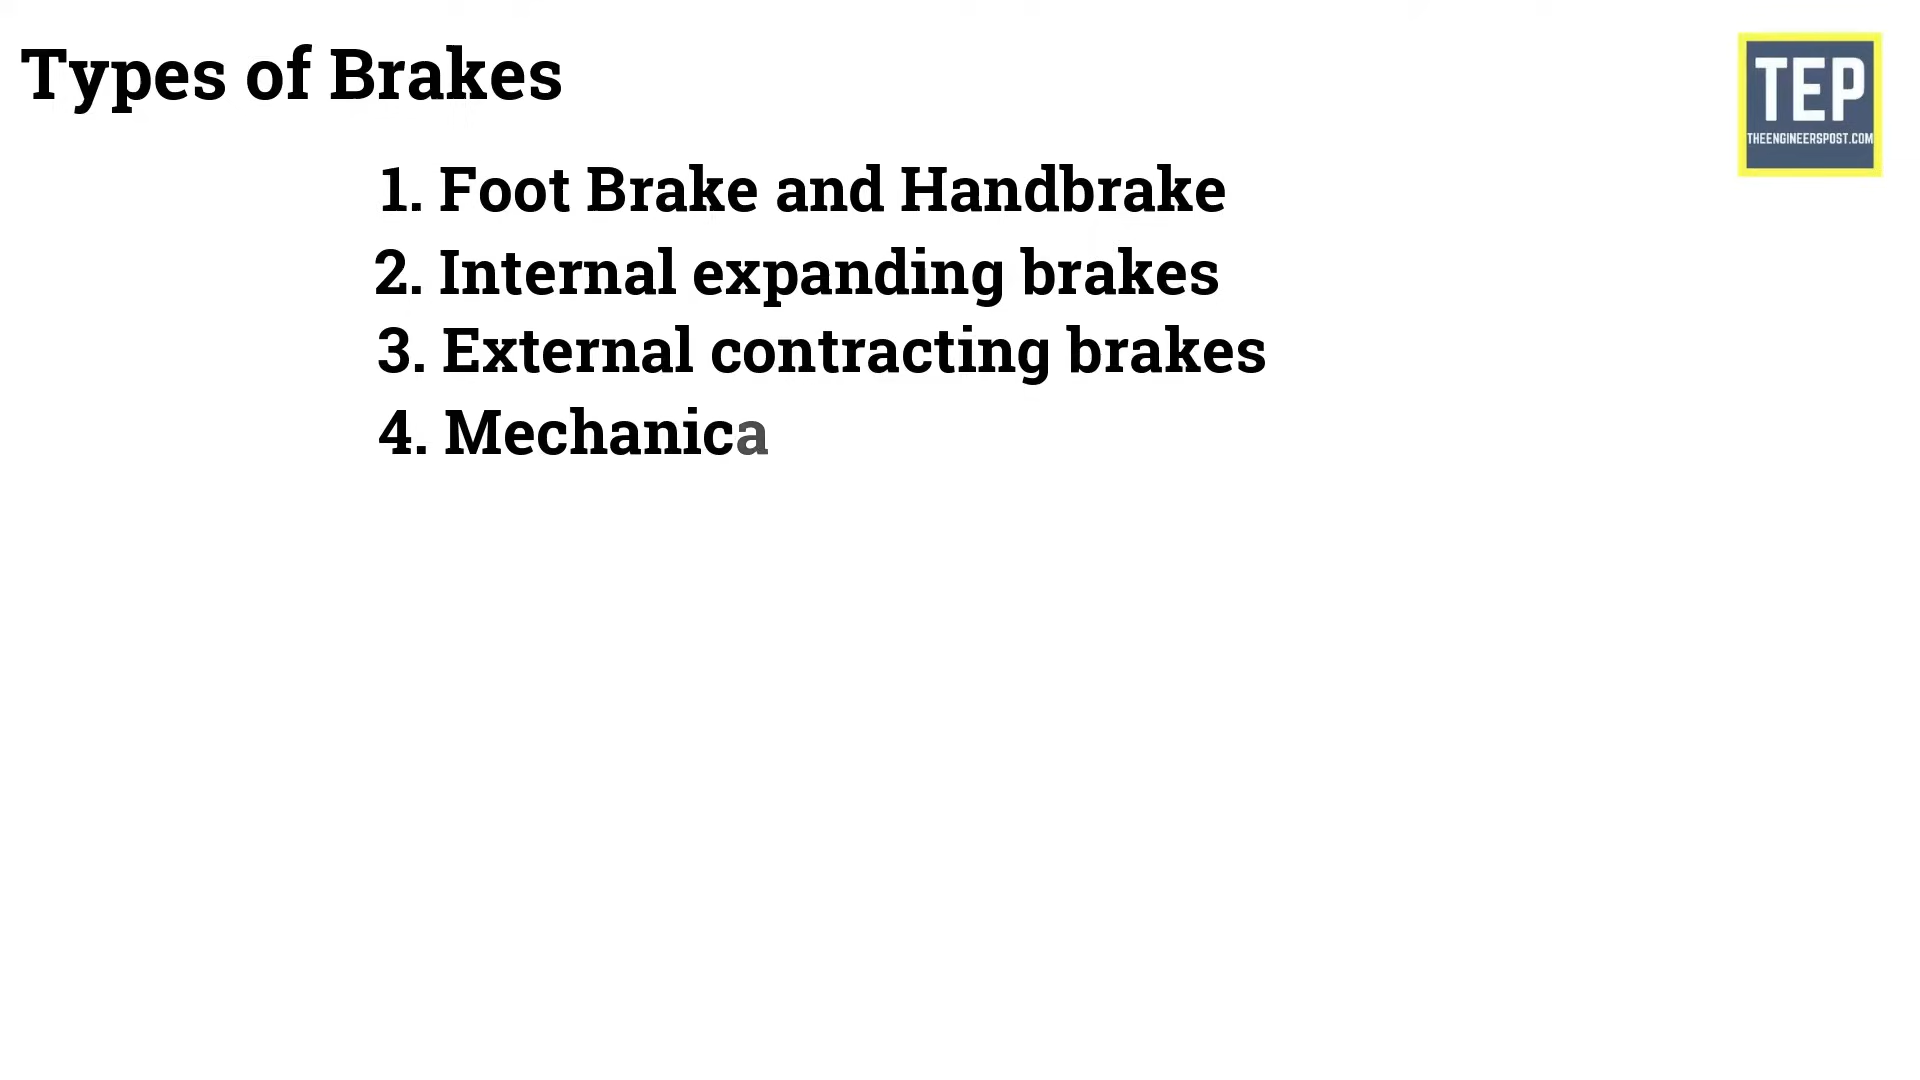 Types of Brakes
TEP
THEENGINEERSPOST.COM
1. Foot Brake and Handbrake
2. Internal expanding brakes
3. External contracting brakes
4. Mechanica